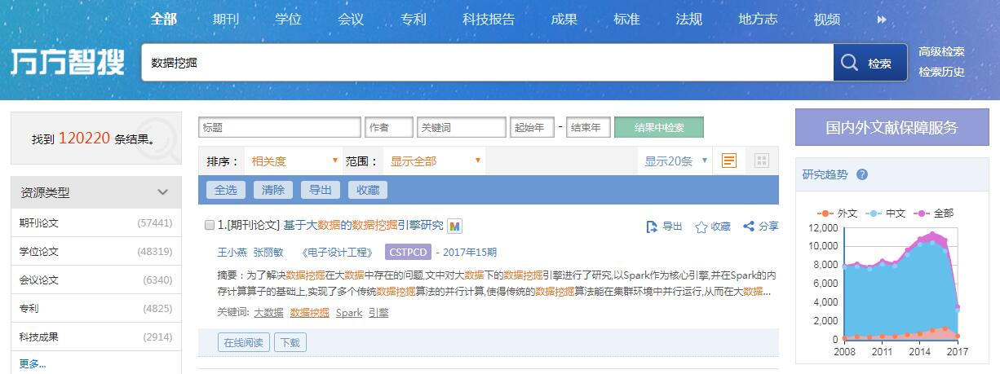 全部 期刊 学位 会议 专利 科技报告 成果 标准 法规 地方志 视频
万方智搜
数据挖掘
检索
高级检索
检索历史
找到 120220 条结果。
资源类型
期刊论文 (57441)
学位论文 (48319)
会议论文 (6340)
专利 (4825)
科技成果 (2914)
更多...
标题 作者 关键词 起始年 - 结束年 结果中检索
排序： 相关度 范围： 显示全部 显示20条
全选 清除 导出 收藏
1.[期刊论文] 基于大数据的数据挖掘引擎研究 M
导出 收藏 分享
王小燕 张丽敏 《电子设计工程》 CSTPCD - 2017年15期
摘要：为了解决数据挖掘在大数据中存在的问题,文中对大数据下的数据挖掘引擎进行了研究,以Spark作为核心引擎,并在Spark的内
存计算算子的基础上,实现了多个传统数据挖掘算法的并行计算,使得传统的数据挖掘算法能在集群环境中并行运行,从而在大数据...
关键词: 大数据 数据挖掘 Spark 引擎
在线阅读 下载
国内外文献保障服务
研究趋势 ?
外文 中文 全部
12,000
10,000
8,000
6,000
4,000
2,000
0
2008 2011 2014 2017